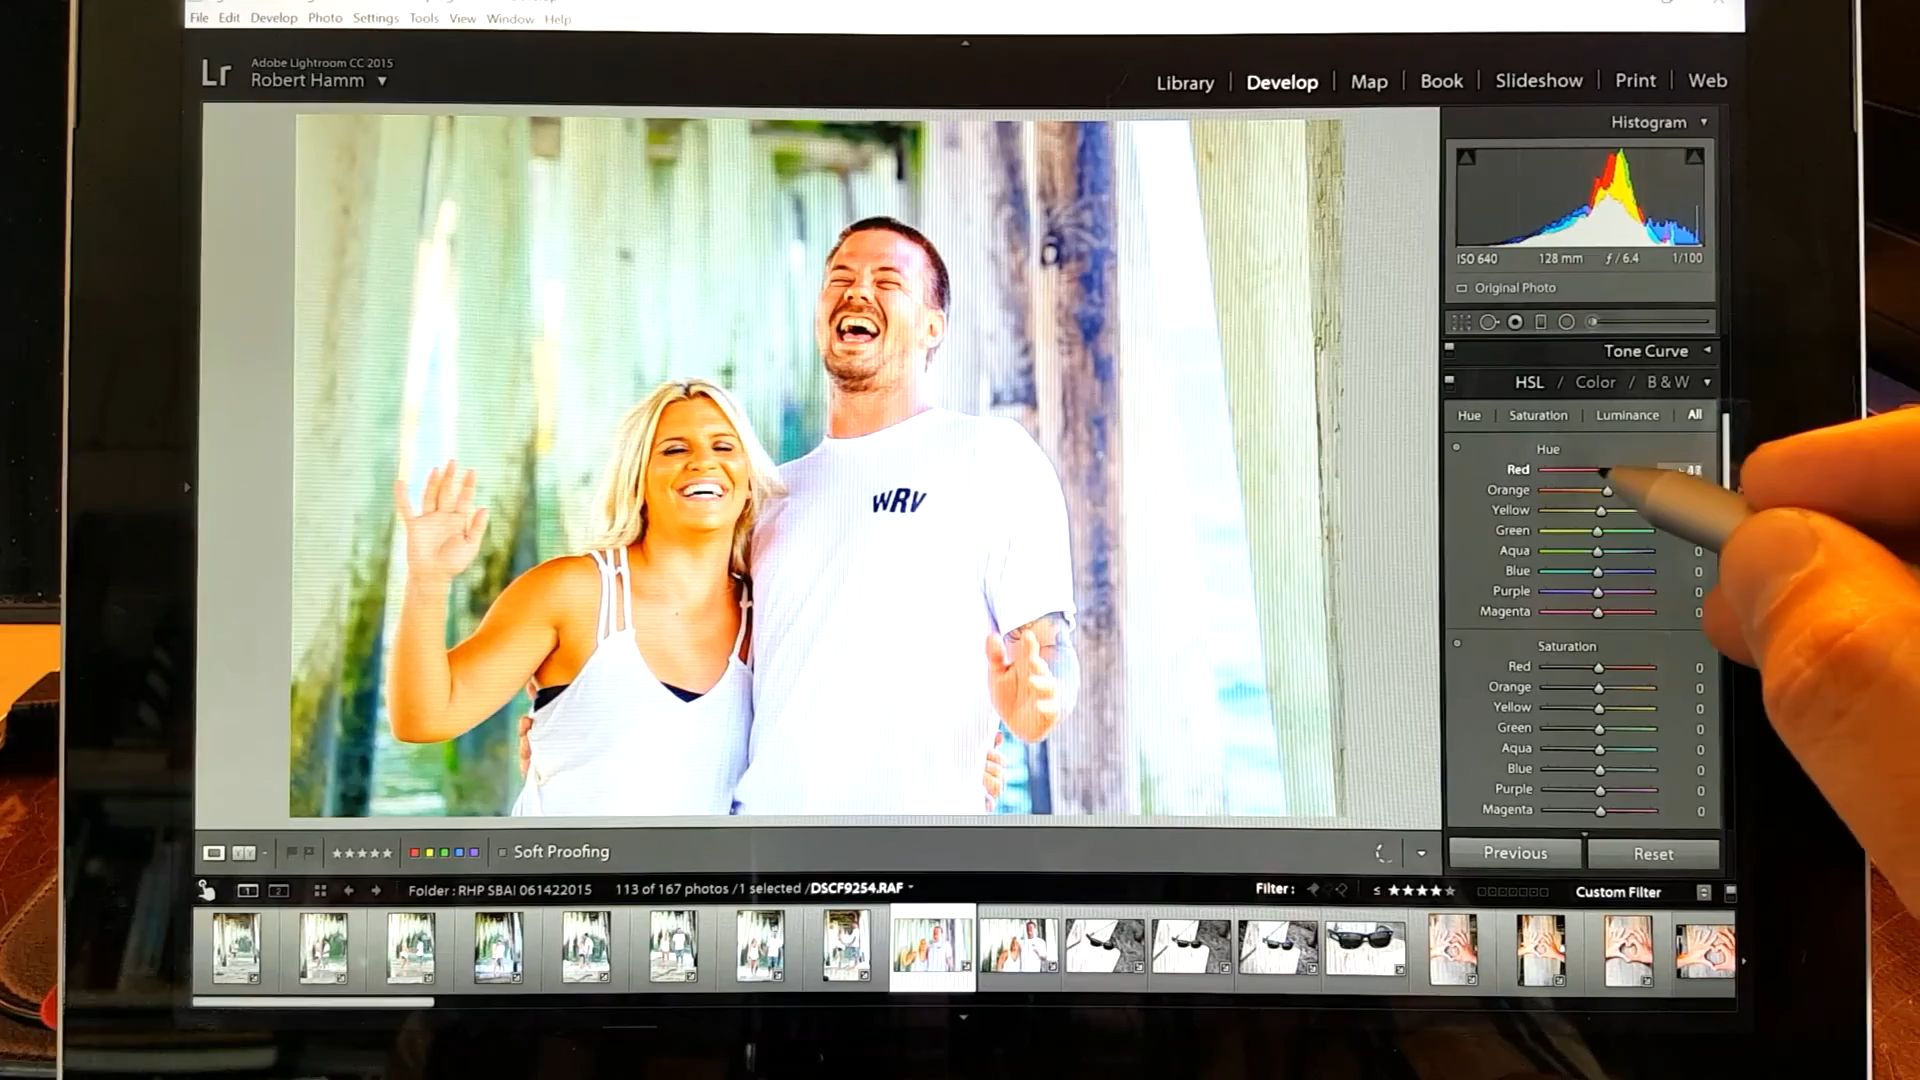 File Edit Develop Photo Settings Tools View Window Help
Lr
Adobe Lightroom CC 2015
Robert Hamm
Library | Develop | Map | Book | Slideshow | Print | Web
Histogram
ISO 640 128 mm ƒ / 6.4 1/100
Original Photo
Tone Curve
HSL / Color / B & W
Hue | Saturation | Luminance | All
Hue
Red
Orange
Yellow
Green
Aqua 0
Blue 0
Purple 0
Magenta 0
Saturation
Red 0
Orange 0
Yellow 0
Green 0
Aqua 0
Blue 0
Purple 0
Magenta 0
WRV
Soft Proofing
Previous
Reset
1 2
Folder : RHP SBAI 061422015 113 of 167 photos /1 selected /DSCF9254.RAF
Filter : ≤ ★★★★ Custom Filter